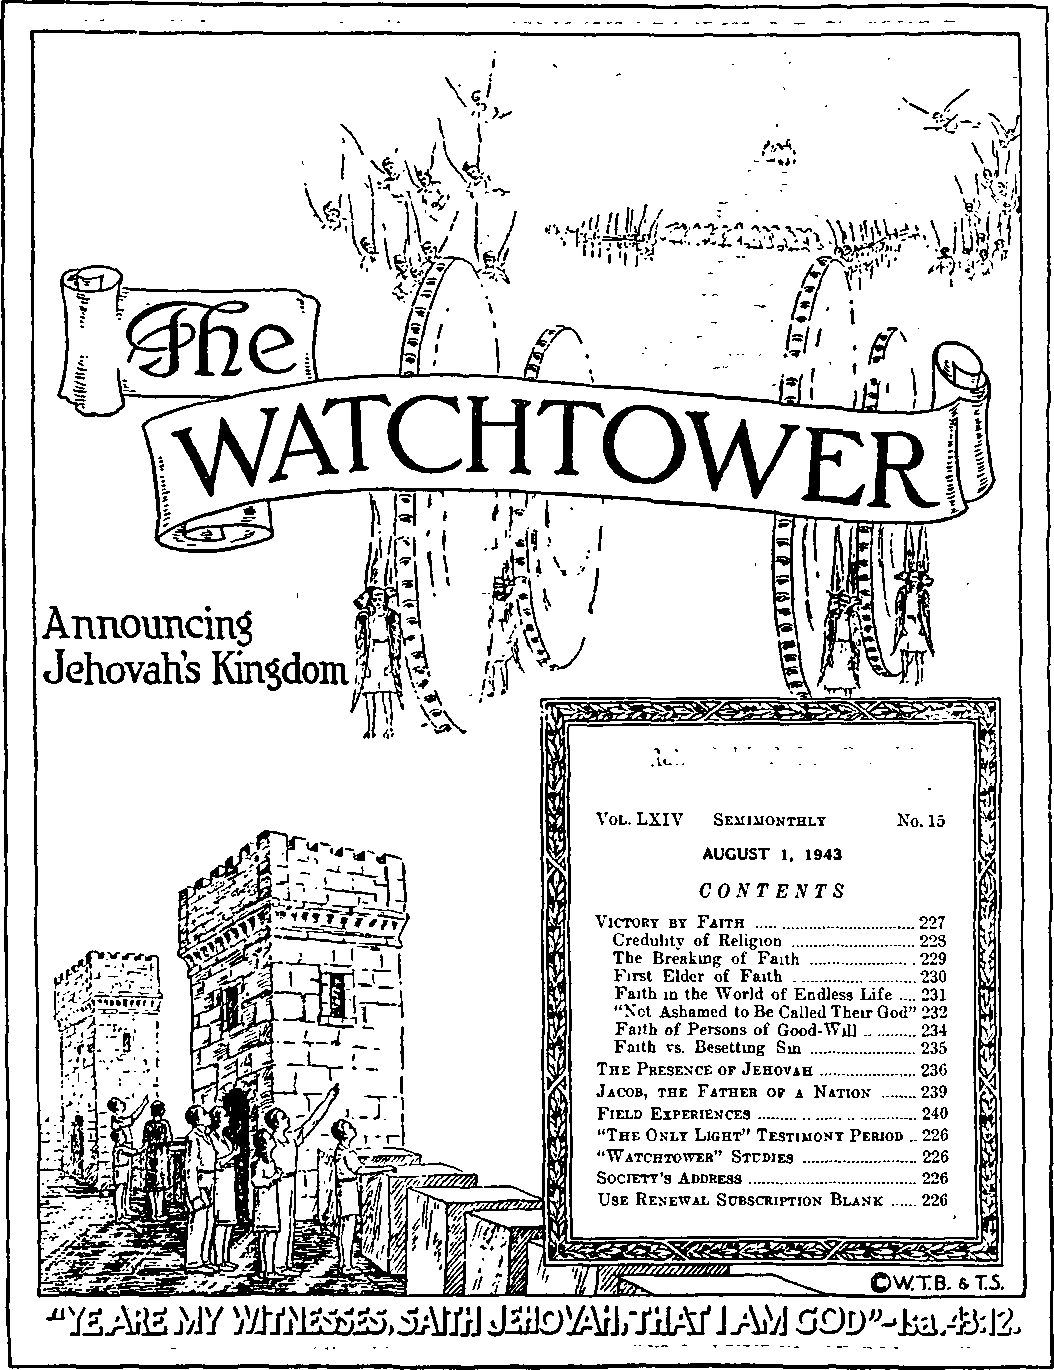 The
WATCHTOWER
Announcing
Jehovah's Kingdom
VOL. LXIV SEMIMONTHLY No. 15
AUGUST 1, 1943
CONTENTS
VICTORY BY FAITH ..... ................................ 227
Credulity of Religion ........................ 228
The Breaking of Faith ..................... . 229
First Elder of Faith ........................ 230
Faith in the World of Endless Life .... 231
"Not Ashamed to Be Called Their God" 232
Faith of Persons of Good-Will .. .......... 234
Faith vs. Besetting Sin ........................ 235
THE PRESENCE OF JEHOVAH ...................... 236
JACOB, THE FATHER OF A NATION ........ 239
FIELD EXPERIENCES ..................................... 240
"THE ONLY LIGHT" TESTIMONY PERIOD .. 226
"WATCHTOWER" STUDIES .......................... 226
SOCIETY'S ADDRESS ....................................... 226
USE RENEWAL SUBSCRIPTION BLANK ...... 226
©W.T.B. & T.S.
"YE ARE MY WITNESSES, SAITH JEHOVAH, THAT I AM GOD"-Isa. 43:12.